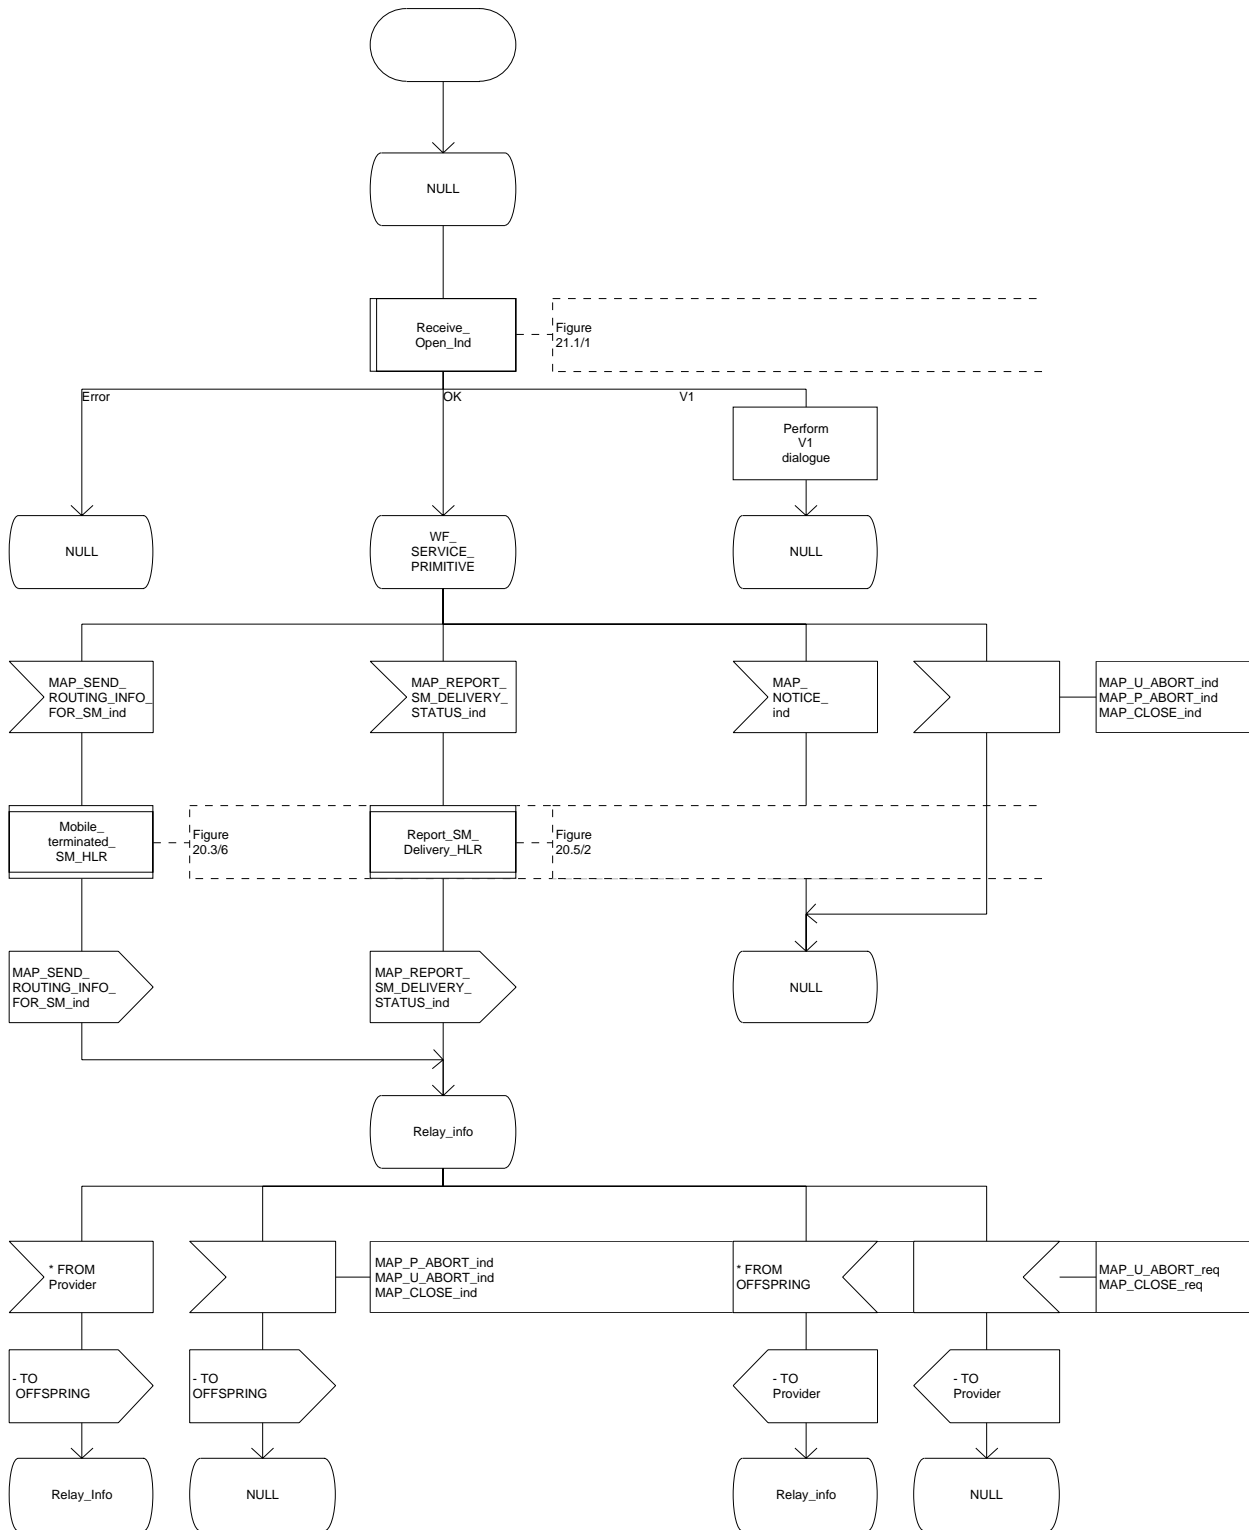 NULL
Receive_
Open_Ind
Figure
21.1/1
Error
OK
V1
Perform
V1
dialogue
NULL
WF_
SERVICE_
PRIMITIVE
NULL
MAP_SEND_
ROUTING_INFO_
FOR_SM_ind
MAP_REPORT_
SM_DELIVERY_
STATUS_ind
MAP_
NOTICE_
ind
MAP_U_ABORT_ind
MAP_P_ABORT_ind
MAP_CLOSE_ind
Mobile_
terminated_
SM_HLR
Figure
20.3/6
Report_SM_
Delivery_HLR
Figure
20.5/2
MAP_SEND_
ROUTING_INFO_
FOR_SM_ind
MAP_REPORT_
SM_DELIVERY_
STATUS_ind
NULL
Relay_info
* FROM
Provider
MAP_P_ABORT_ind
MAP_U_ABORT_ind
MAP_CLOSE_ind
* FROM
OFFSPRING
MAP_U_ABORT_req
MAP_CLOSE_req
- TO
OFFSPRING
- TO
OFFSPRING
- TO
Provider
- TO
Provider
Relay_Info
NULL
Relay_info
NULL